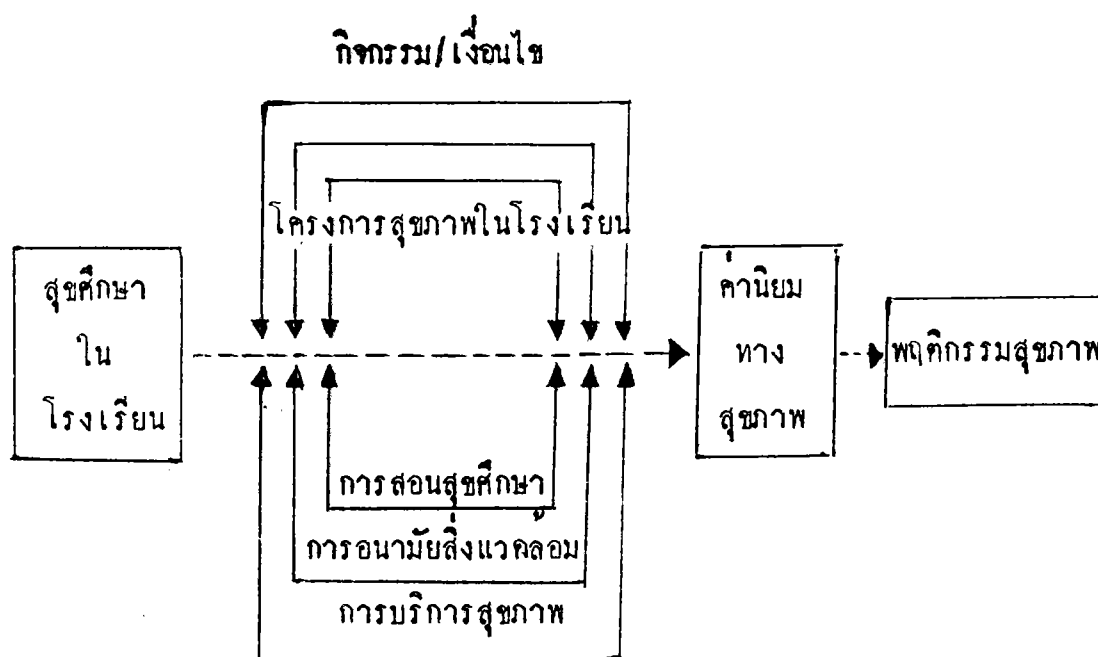 กิจกรรม/เงื่อนไข
โครงการสุขภาพในโรงเรียน
สุขศึกษา
ใน
โรงเรียน
ค่านิยม
ทาง
สุขภาพ
พฤติกรรมสุขภาพ
การสอนสุขศึกษา
การอนามัยสิ่งแวดล้อม
การบริการสุขภาพ